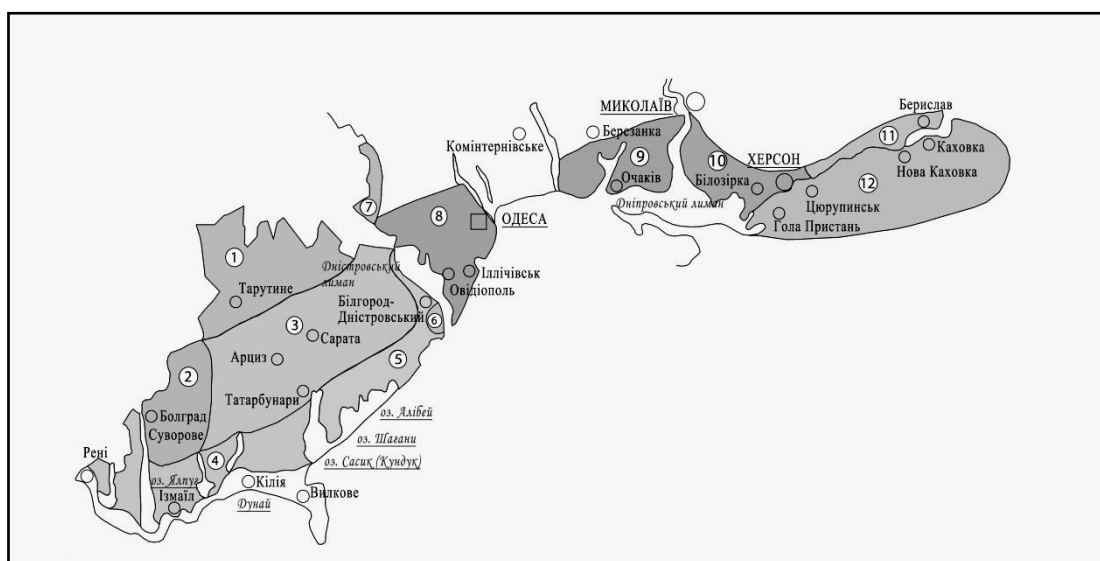 МИКОЛАЇВ
Берислав
Березанка
Комінтернівське
11
Каховка
9
10
ХЕРСОН
Нова Каховка
Очаків
Білозірка
12
Цюрупинськ
7
8
Дніпровський лиман
ОДЕСА
Гола Пристань
1
Дністровський
лиман
Іллічівськ
Овідіополь
Тарутине
Білгород-
Дністровський
6
3
Сарата
5
Арциз
2
Татарбунари
Болград
Суворове
оз. Алібей
оз. Шагани
4
оз. Сасик (Кундук)
Рені
оз. Ялпуг
Кілія
Ізмаїл
Вилкове
Дунай